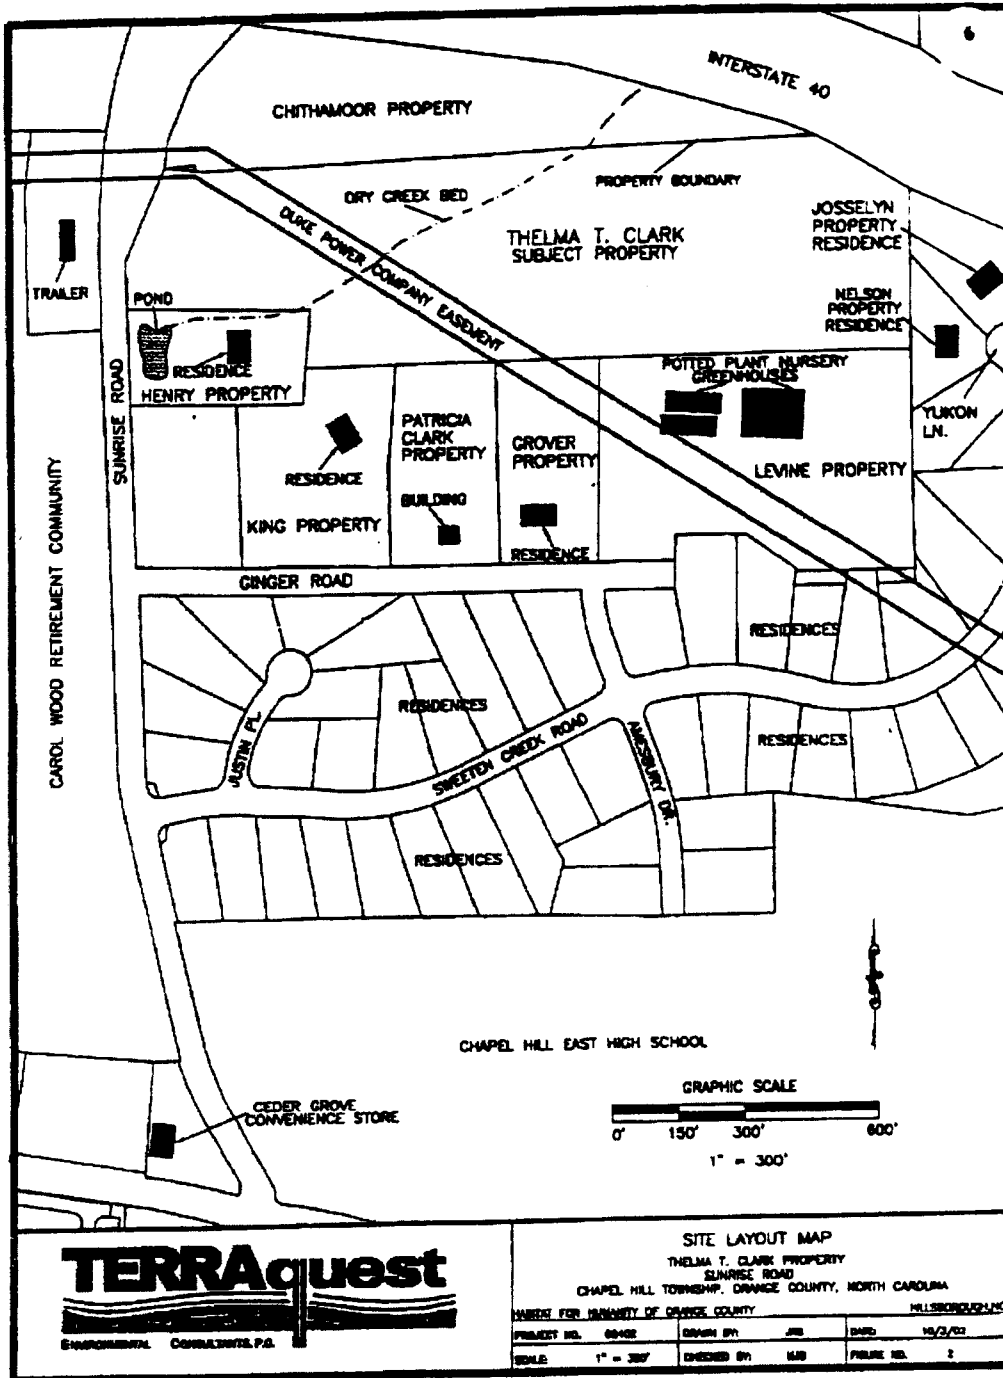 6
INTERSTATE 40
CHITHAMOOR PROPERTY
PROPERTY BOUNDARY
DRY CREEK BED
DUKE POWER COMPANY EASEMENT
THELMA T. CLARK
SUBJECT PROPERTY
JOSSELYN
PROPERTY
RESIDENCE
NELSON
PROPERTY
RESIDENCE
TRAILER
POND
RESIDENCE
HENRY PROPERTY
SUNRISE ROAD
POTTED PLANT NURSERY
GREENHOUSES
YUKON
LN.
PATRICIA
CLARK
PROPERTY
GROVER
PROPERTY
LEVINE PROPERTY
RESIDENCE
BUILDING
KING PROPERTY
RESIDENCE
CAROL WOOD RETIREMENT COMMUNITY
GINGER ROAD
RESIDENCES
RESIDENCES
JUSTIN PL.
SWEETEN CREEK ROAD
AMESBURY DR.
RESIDENCES
RESIDENCES
CHAPEL HILL EAST HIGH SCHOOL
CEDER GROVE
CONVENIENCE STORE
GRAPHIC SCALE
0' 150' 300' 600'
1" = 300'
TERRAquest
ENVIRONMENTAL CONSULTANTS, P.C.
SITE LAYOUT MAP
THELMA T. CLARK PROPERTY
SUNRISE ROAD
CHAPEL HILL TOWNSHIP, ORANGE COUNTY, NORTH CAROLINA
HABITAT FOR HUMANITY OF ORANGE COUNTY HILLSBOROUGH, NC
PROJECT NO. DRAWN BY: DATE:
SCALE: 1" = 300' CHECKED BY: FIGURE NO. 2